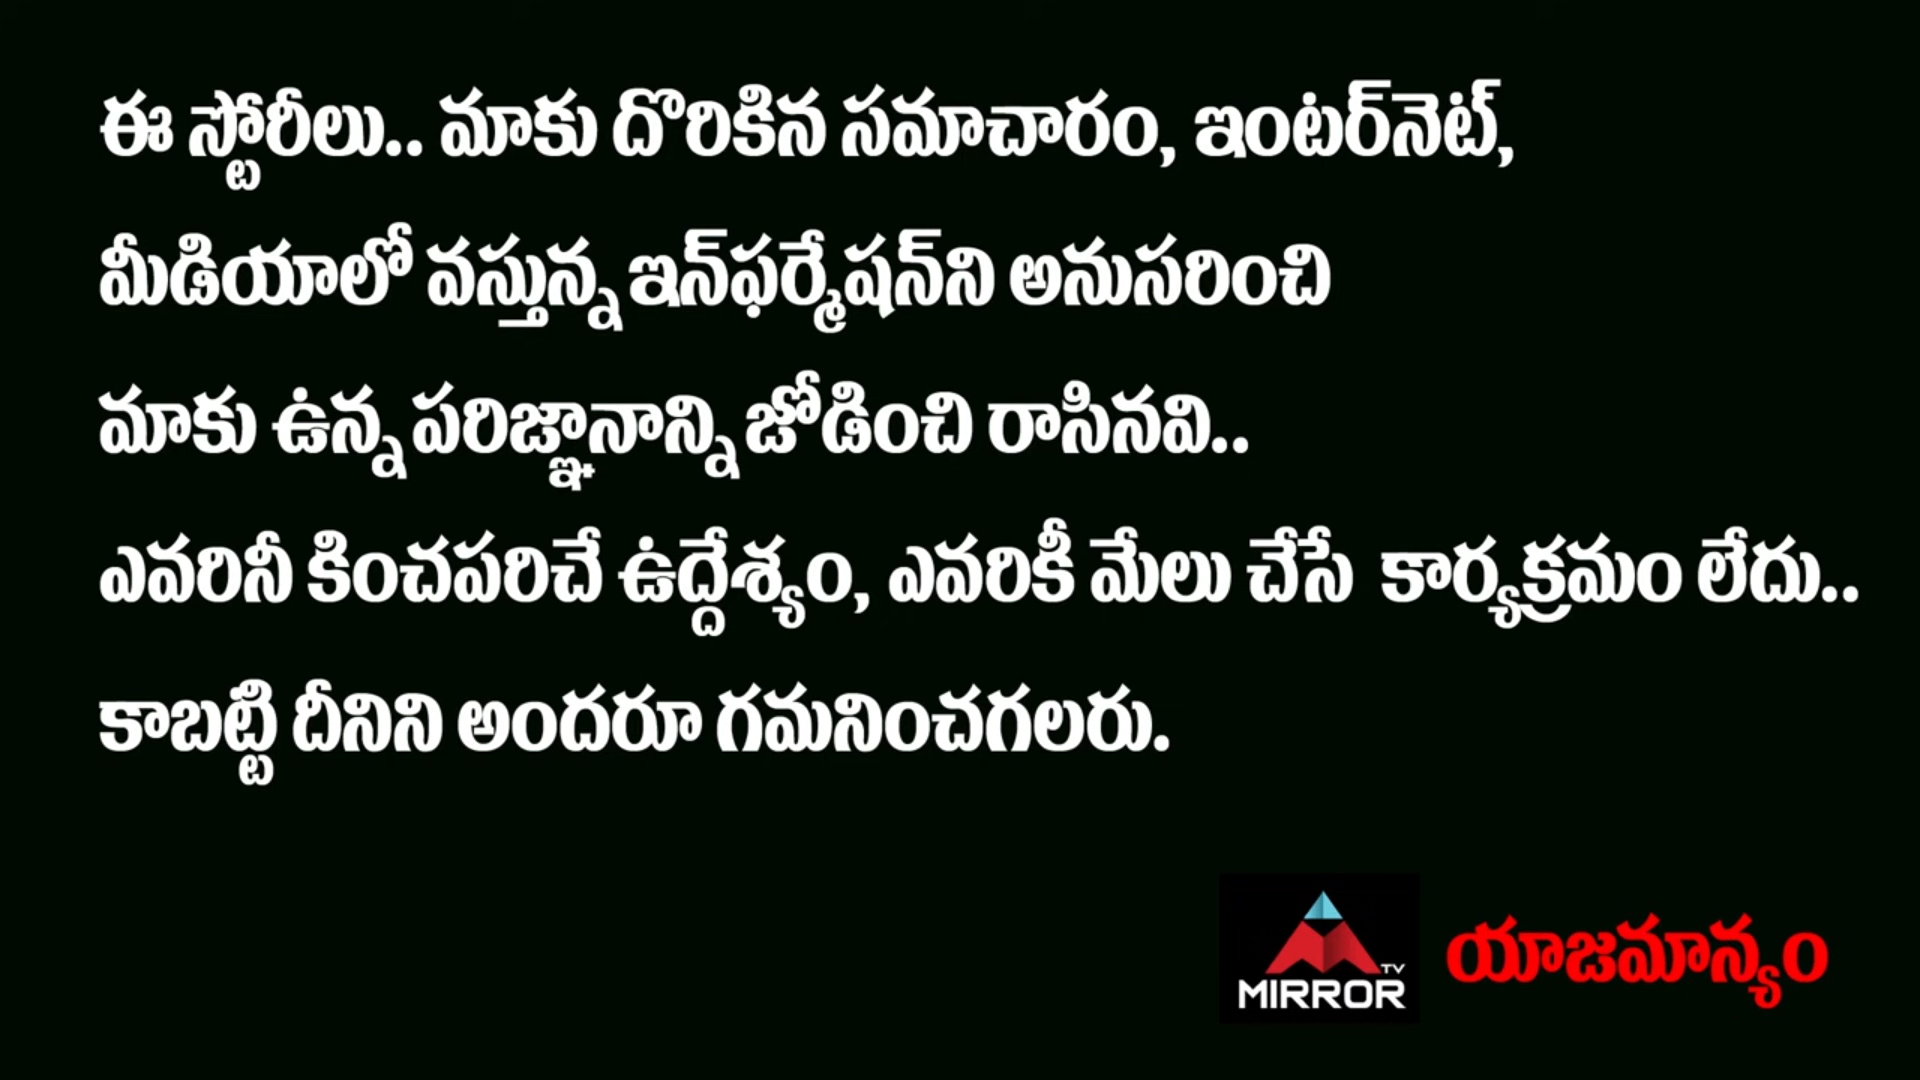 ఈ స్టోరీలు.. మాకు దొరికిన సమాచారం, ఇంటర్‌నెట్,
మీడియాలో వస్తున్న ఇన్‌ఫర్మేషన్‌ని అనుసరించి
మాకు ఉన్న పరిజ్ఞానాన్ని జోడించి రాసినవి..
ఎవరినీ కించపరిచే ఉద్దేశ్యం, ఎవరికీ మేలు చేసే కార్యక్రమం లేదు..
కాబట్టి దీనిని అందరూ గమనించగలరు.
TV
MIRROR
యాజమాన్యం